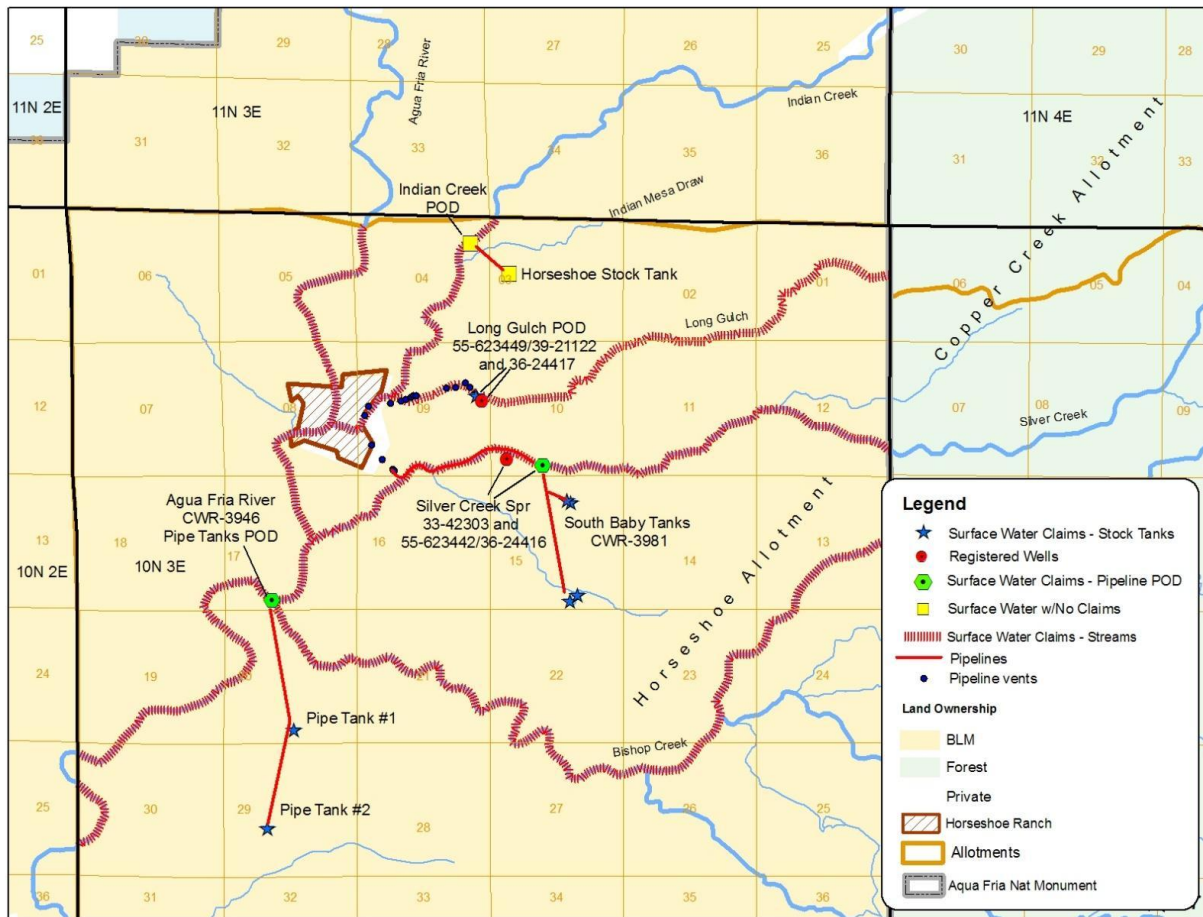 25
28
29
28
27
26
25
30
29
28
Agua Fria River
11N 2E
11N 3E
Indian Creek
11N 4E
31
32
33
34
35
36
31
32
33
Copper Creek Allotment
Indian Mesa Draw
Indian Creek
POD
01
06
05
04
03
02
01
06
05
04
Horseshoe Stock Tank
Long Gulch
Long Gulch POD
55-623449/39-21122
and 36-24417
12
07
08
09
10
11
12
07
08
09
Silver Creek
Agua Fria River
CWR-3946
Pipe Tanks POD
Silver Creek Spr
33-42303 and
55-623442/36-24416
South Baby Tanks
CWR-3981
13
18
17
16
15
14
13
10N 2E
10N 3E
Horseshoe Allotment
24
19
20
21
22
23
24
Pipe Tank #1
Bishop Creek
25
30
29
28
27
26
25
Pipe Tank #2
36
31
32
33
34
35
36
Legend
Surface Water Claims - Stock Tanks
Registered Wells
Surface Water Claims - Pipeline POD
Surface Water w/No Claims
Surface Water Claims - Streams
Pipelines
Pipeline vents
Land Ownership
BLM
Forest
Private
Horseshoe Ranch
Allotments
Aqua Fria Nat Monument